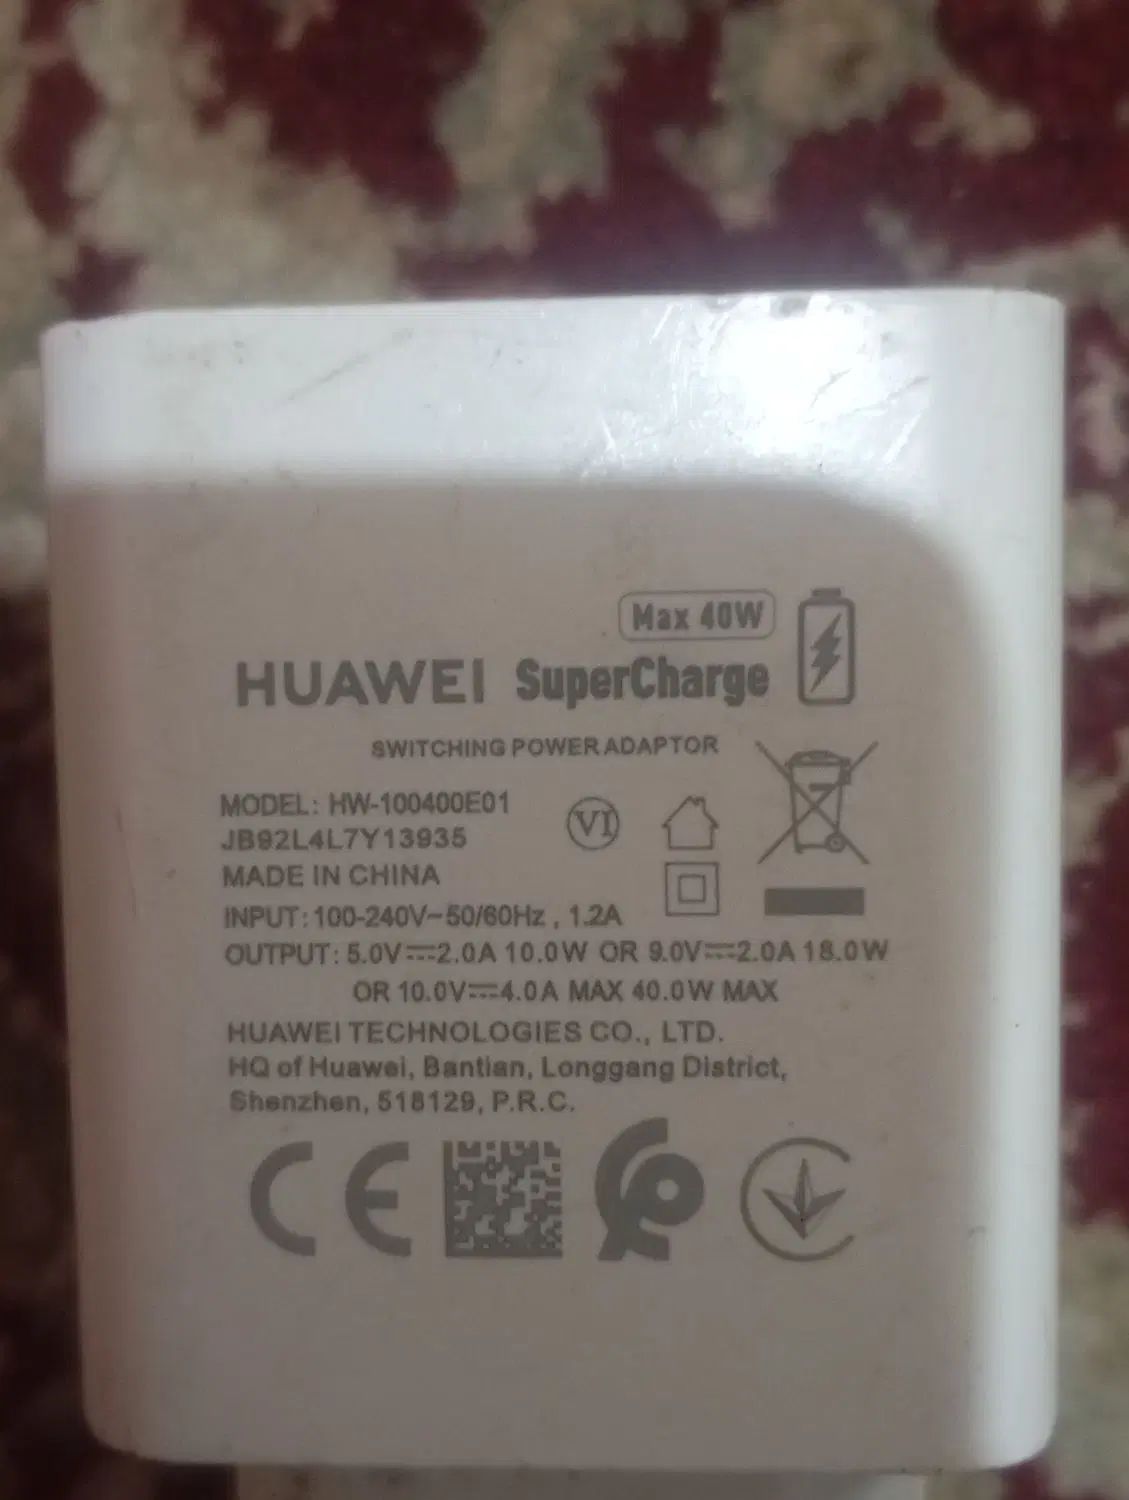 Max 40W
HUAWEI SuperCharge
SWITCHING POWER ADAPTOR
MODEL: HW-100400E01
JB92L4L7Y13935
VI
MADE IN CHINA
INPUT: 100-240V~50/60Hz , 1.2A
OUTPUT: 5.0V⎓2.0A 10.0W OR 9.0V⎓2.0A 18.0W
OR 10.0V⎓4.0A MAX 40.0W MAX
HUAWEI TECHNOLOGIES CO., LTD.
HQ of Huawei, Bantian, Longgang District,
Shenzhen, 518129, P.R.C.
CE